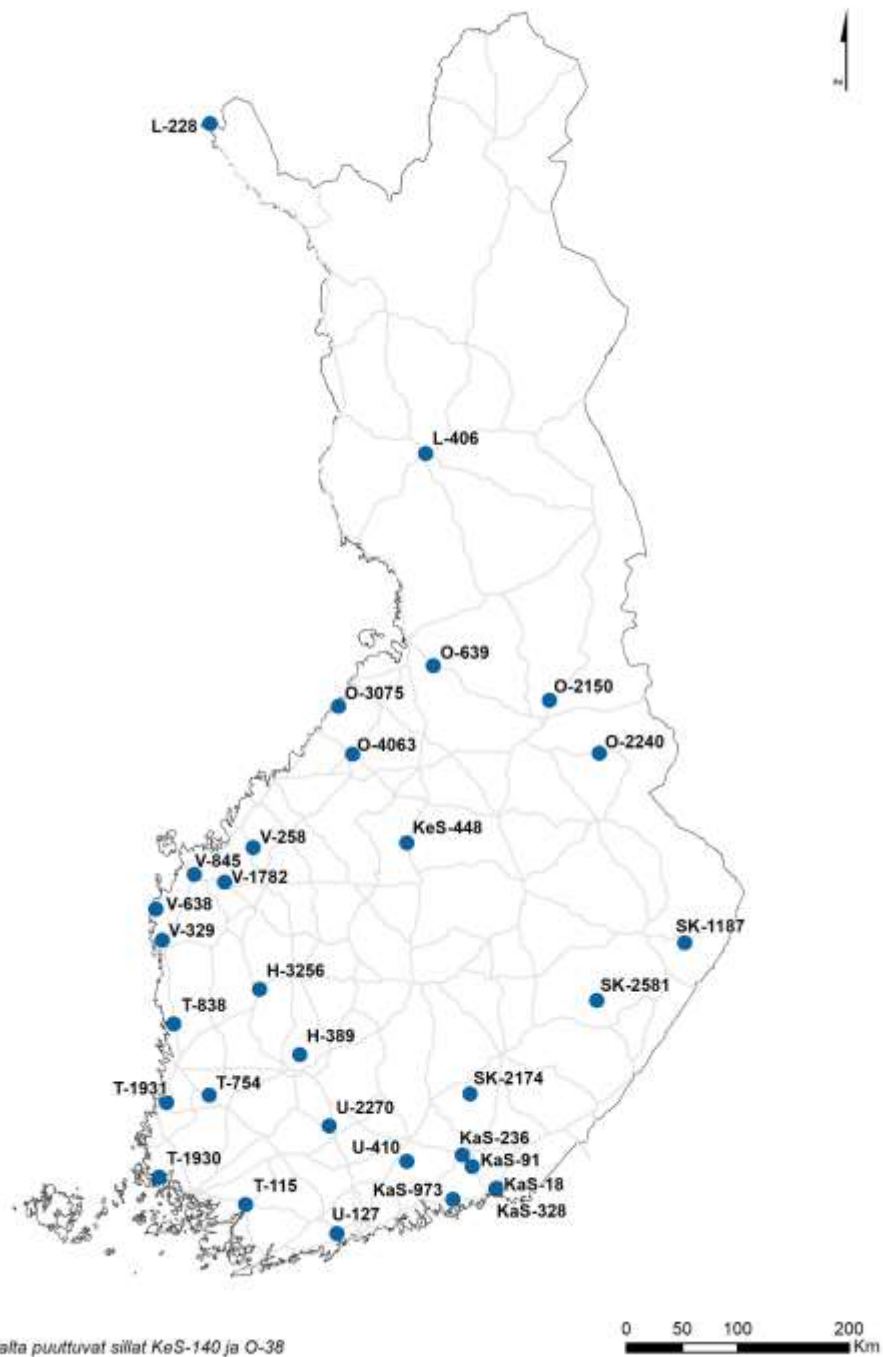 Z
L-228
L-406
O-639
O-2150
O-3075
O-4063
O-2240
KeS-448
V-258
V-845
V-1782
V-638
V-329
SK-1187
H-3256
SK-2581
T-838
H-389
SK-2174
T-754
T-1931
U-2270
KaS-236
U-410
KaS-91
T-1930
KaS-18
KaS-973
T-115
KaS-328
U-127
alta puuttuvat sillat KeS-140 ja O-38
0 50 100 200
Km